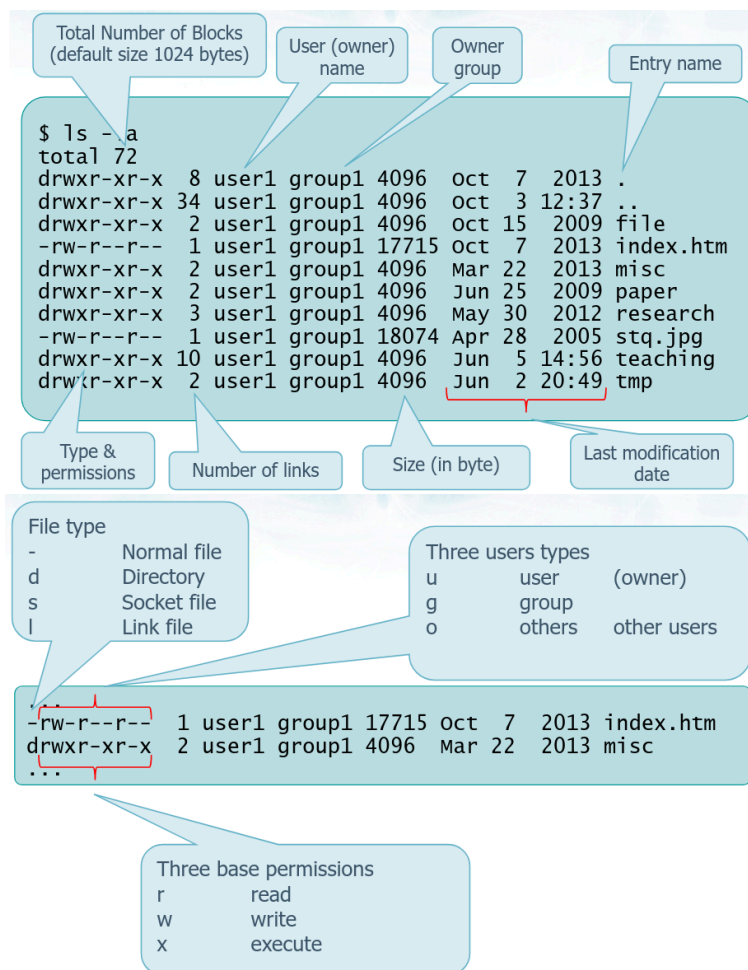 Total Number of Blocks
(default size 1024 bytes)
User (owner)
name
Owner
group
Entry name
$ ls - a
total 72
drwxr-xr-x 8 user1 group1 4096 Oct 7 2013 .
drwxr-xr-x 34 user1 group1 4096 Oct 3 12:37 ..
drwxr-xr-x 2 user1 group1 4096 Oct 15 2009 file
-rw-r--r-- 1 user1 group1 17715 Oct 7 2013 index.htm
drwxr-xr-x 2 user1 group1 4096 Mar 22 2013 misc
drwxr-xr-x 2 user1 group1 4096 Jun 25 2009 paper
drwxr-xr-x 3 user1 group1 4096 May 30 2012 research
-rw-r--r-- 1 user1 group1 18074 Apr 28 2005 stq.jpg
drwxr-xr-x 10 user1 group1 4096 Jun 5 14:56 teaching
drwxr-xr-x 2 user1 group1 4096 Jun 2 20:49 tmp
Type &
permissions
Number of links
Size (in byte)
Last modification
date
File type
- Normal file
d Directory
s Socket file
l Link file
Three users types
u user (owner)
g group
o others other users
...
-rw-r--r-- 1 user1 group1 17715 Oct 7 2013 index.htm
drwxr-xr-x 2 user1 group1 4096 Mar 22 2013 misc
...
Three base permissions
r read
w write
x execute